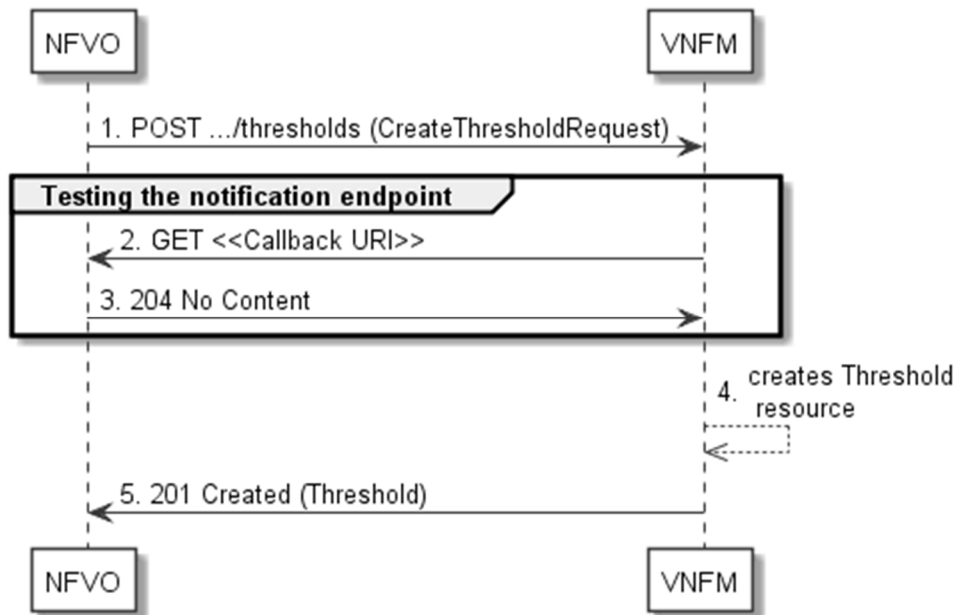 NFVO
VNFM
1. POST .../thresholds (CreateThresholdRequest)
Testing the notification endpoint
2. GET <<Callback URI>>
3. 204 No Content
4. creates Threshold
resource
5. 201 Created (Threshold)
NFVO
VNFM